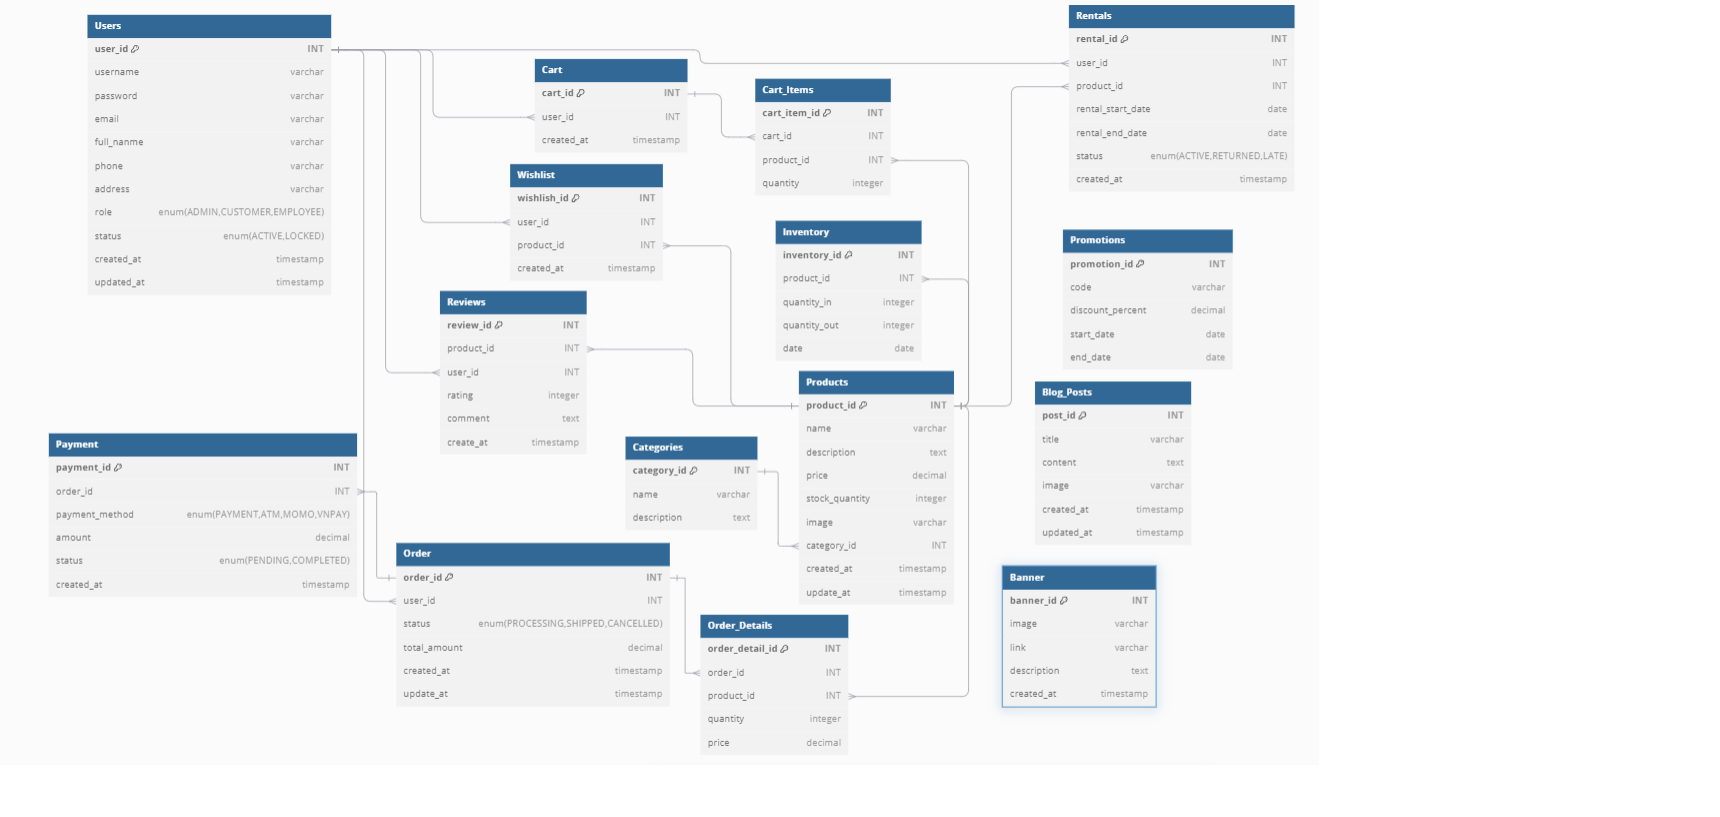 Users
user_id INT
username varchar
password varchar
email varchar
full_nanme varchar
phone varchar
address varchar
role enum(ADMIN,CUSTOMER,EMPLOYEE)
status enum(ACTIVE,LOCKED)
created_at timestamp
updated_at timestamp
Cart
cart_id INT
user_id INT
created_at timestamp
Cart_Items
cart_item_id INT
cart_id INT
product_id INT
quantity integer
Rentals
rental_id INT
user_id INT
product_id INT
rental_start_date date
rental_end_date date
status enum(ACTIVE,RETURNED,LATE)
created_at timestamp
Wishlist
wishlish_id INT
user_id INT
product_id INT
created_at timestamp
Inventory
inventory_id INT
product_id INT
quantity_in integer
quantity_out integer
date date
Promotions
promotion_id INT
code varchar
discount_percent decimal
start_date date
end_date date
Reviews
review_id INT
product_id INT
user_id INT
rating integer
comment text
create_at timestamp
Products
product_id INT
name varchar
description text
price decimal
stock_quantity integer
image varchar
category_id INT
created_at timestamp
update_at timestamp
Blog_Posts
post_id INT
title varchar
content text
image varchar
created_at timestamp
updated_at timestamp
Payment
payment_id INT
order_id INT
payment_method enum(PAYMENT,ATM,MOMO,VNPAY)
amount decimal
status enum(PENDING,COMPLETED)
created_at timestamp
Categories
category_id INT
name varchar
description text
Order
order_id INT
user_id INT
status enum(PROCESSING,SHIPPED,CANCELLED)
total_amount decimal
created_at timestamp
update_at timestamp
Order_Details
order_detail_id INT
order_id INT
product_id INT
quantity integer
price decimal
Banner
banner_id INT
image varchar
link varchar
description text
created_at timestamp